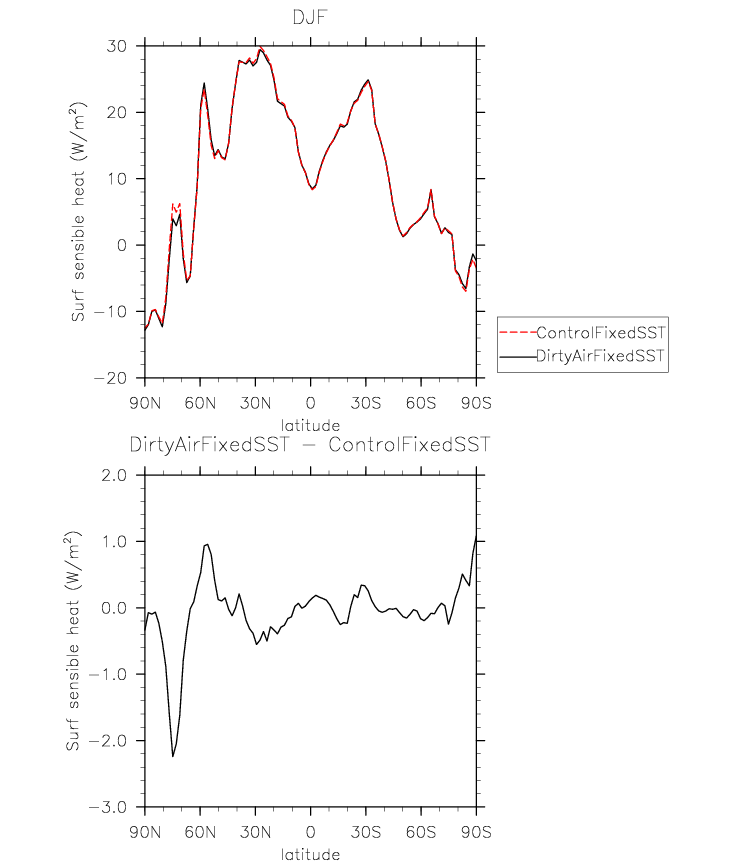 DJF
30
20
10
0
−10
−20
Surf sensible heat (W/m²)
90N 60N 30N 0 30S 60S 90S
latitude
ControlFixedSST
DirtyAirFixedSST
DirtyAirFixedSST − ControlFixedSST
2.0
1.0
0.0
−1.0
−2.0
−3.0
Surf sensible heat (W/m²)
90N 60N 30N 0 30S 60S 90S
latitude